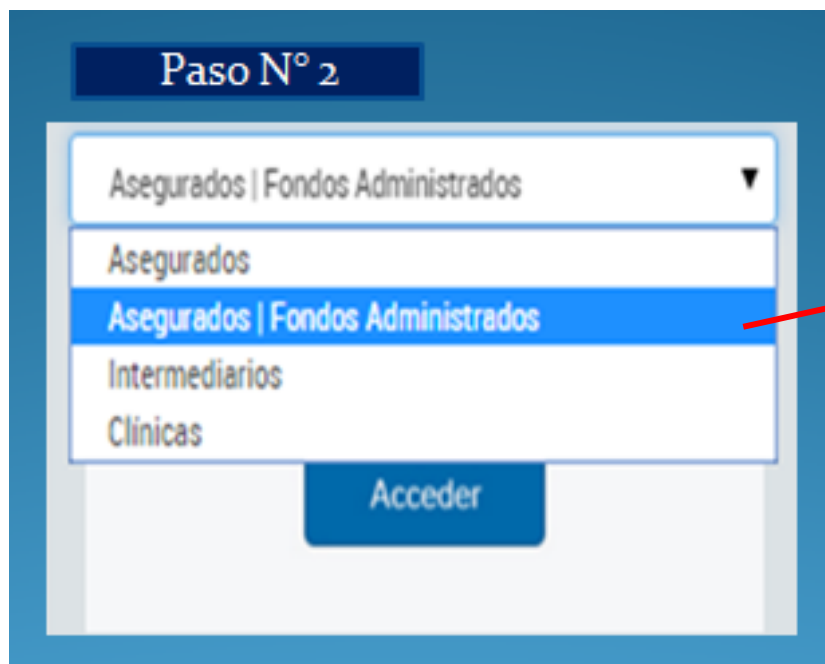 Paso N° 2
Asegurados | Fondos Administrados
Asegurados
Asegurados | Fondos Administrados
Intermediarios
Clínicas
Acceder